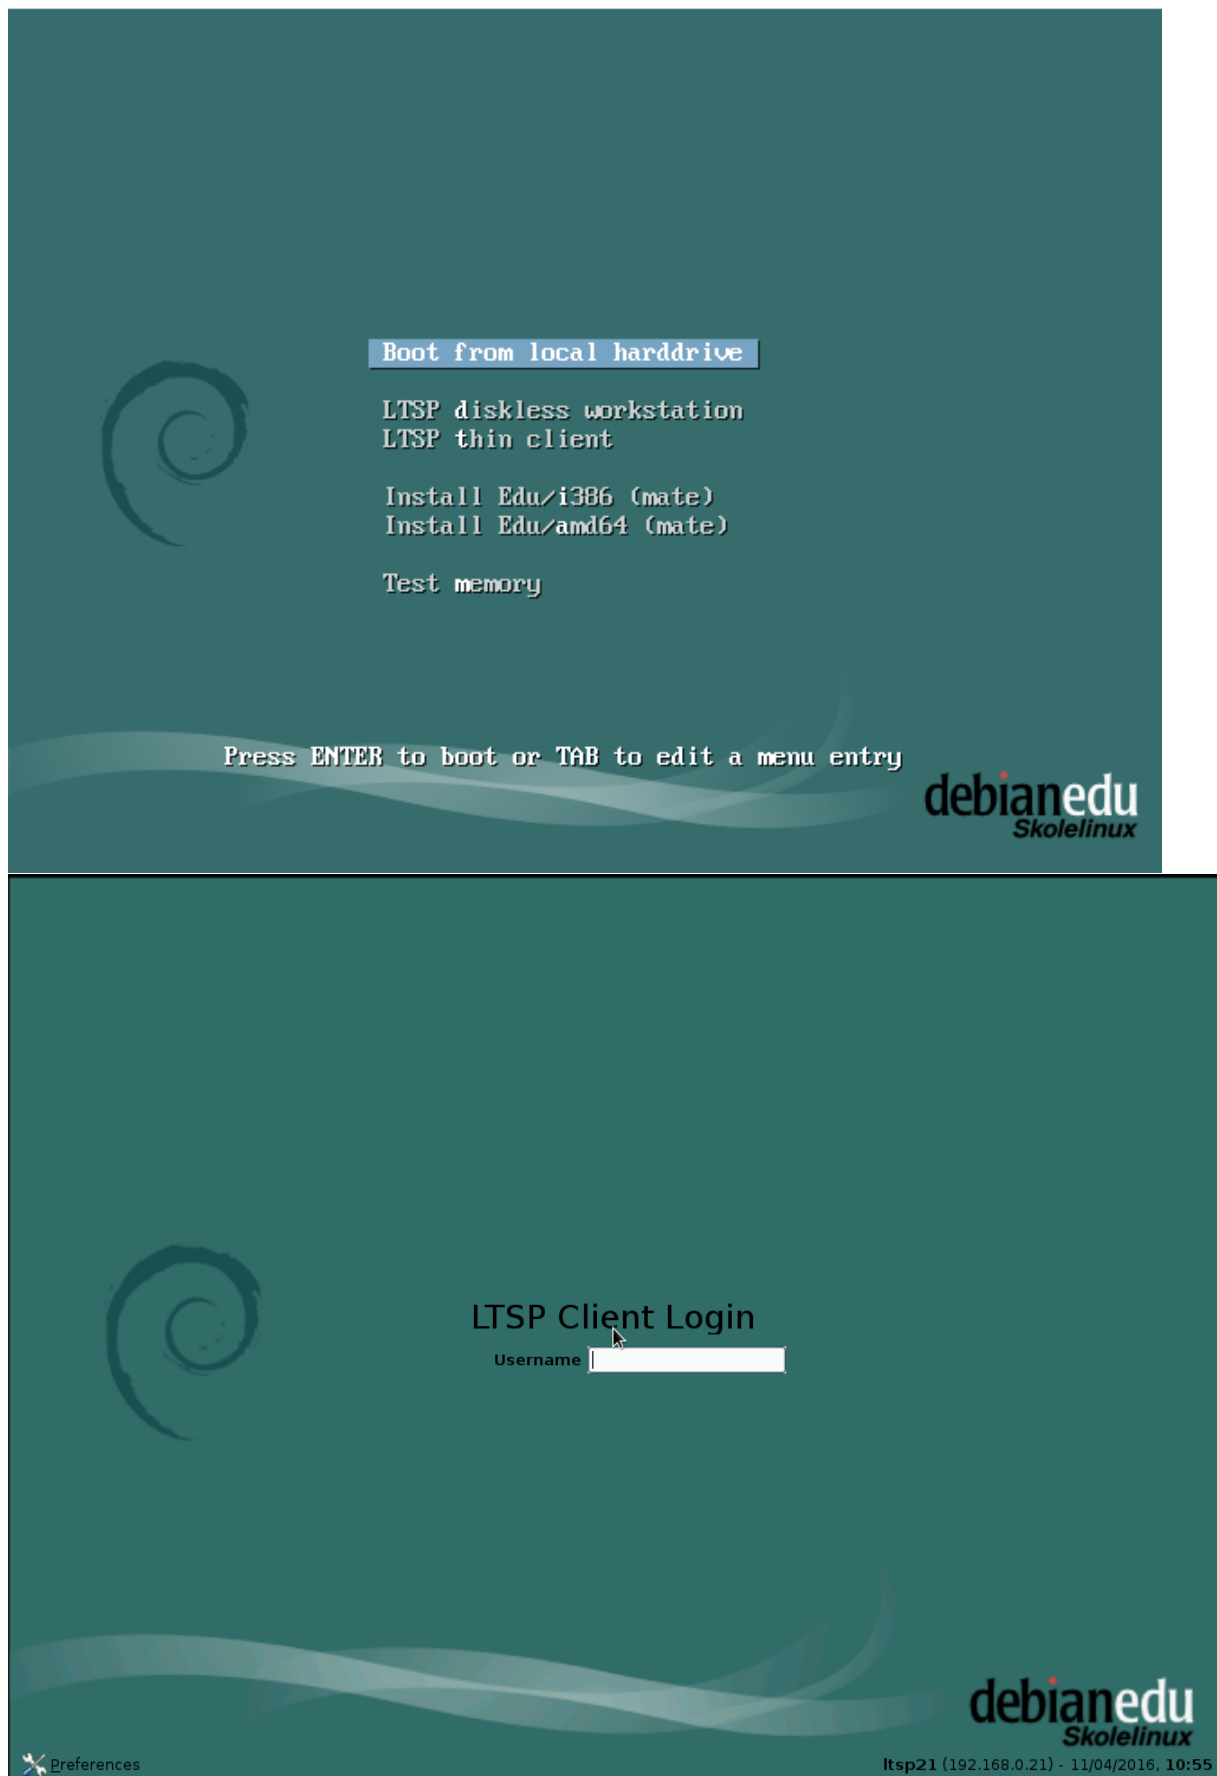 Boot from local harddrive
LTSP diskless workstation
LTSP thin client
Install Edu/i386 (mate)
Install Edu/amd64 (mate)
Test memory
Press ENTER to boot or TAB to edit a menu entry
debianedu
Skolelinux
LTSP Client Login
Username
debianedu
Skolelinux
Preferences
ltsp21 (192.168.0.21) - 11/04/2016, 10:55